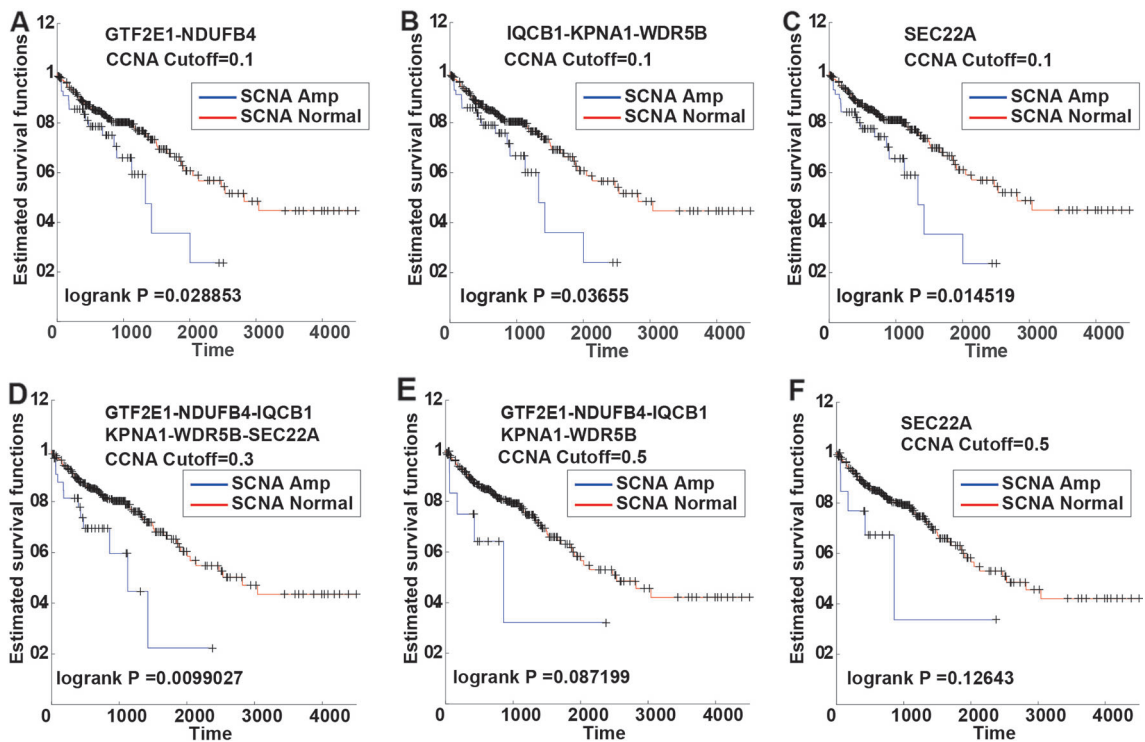 A
GTF2E1-NDUFB4
CCNA Cutoff=0.1
SCNA Amp
SCNA Normal
12
1
08
06
04
02
Estimated survival functions
logrank P =0.028853
0 1000 2000 3000 4000
Time
B
IQCB1-KPNA1-WDR5B
CCNA Cutoff=0.1
SCNA Amp
SCNA Normal
12
1
08
06
04
02
Estimated survival functions
logrank P =0.03655
0 1000 2000 3000 4000
Time
C
SEC22A
CCNA Cutoff=0.1
SCNA Amp
SCNA Normal
12
1
08
06
04
02
Estimated survival functions
logrank P =0.014519
0 1000 2000 3000 4000
Time
D
GTF2E1-NDUFB4-IQCB1
KPNA1-WDR5B-SEC22A
CCNA Cutoff=0.3
SCNA Amp
SCNA Normal
12
1
08
06
04
02
Estimated survival functions
logrank P =0.0099027
0 1000 2000 3000 4000
Time
E
GTF2E1-NDUFB4-IQCB1
KPNA1-WDR5B
CCNA Cutoff=0.5
SCNA Amp
SCNA Normal
12
1
08
06
04
02
Estimated survival functions
logrank P =0.087199
0 1000 2000 3000 4000
Time
F
SEC22A
CCNA Cutoff=0.5
SCNA Amp
SCNA Normal
12
1
08
06
04
02
Estimated survival functions
logrank P =0.12643
0 1000 2000 3000 4000
Time